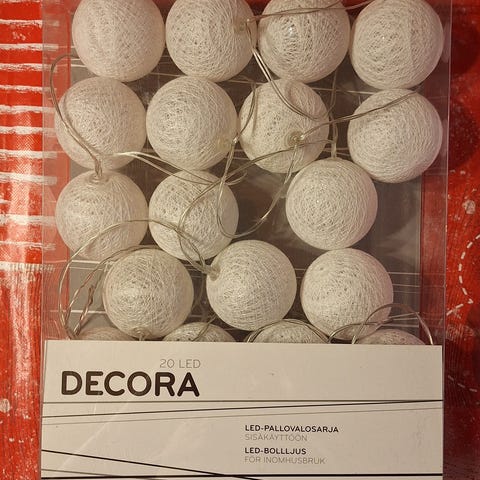 20 LED
DECORA
LED-PALLOVALOSARJA
SISÄKÄYTTÖÖN
LED-BOLLLJUS
FÖR INOMHUSBRUK